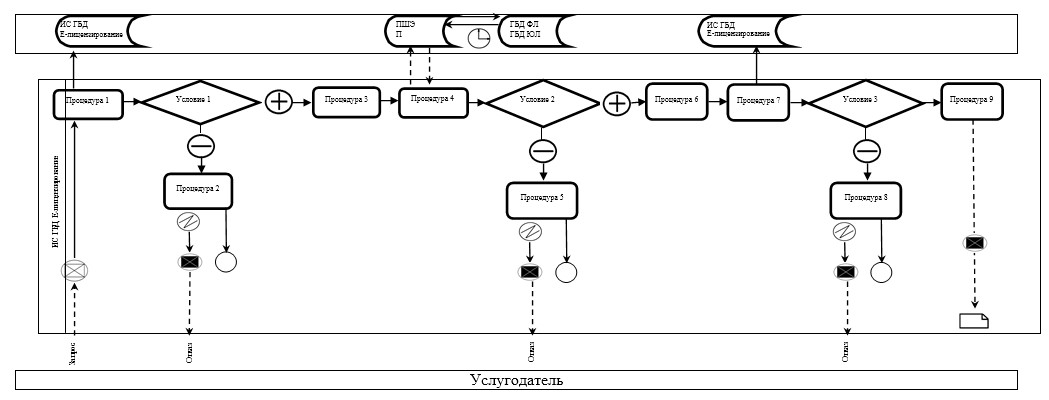 ИС ГБД
Е-лицензирование
ПШЭ
П
ГБД ФЛ
ГБД ЮЛ
ИС ГБД
Е-лицензирование
Процедура 1
Условие 1
Процедура 3
Процедура 4
Условие 2
Процедура 6
Процедура 7
Условие 3
Процедура 9
Процедура 2
Процедура 5
Процедура 8
ИС ГБД Е-лицензирование
Запрос
Отказ
Отказ
Отказ
Услугодатель